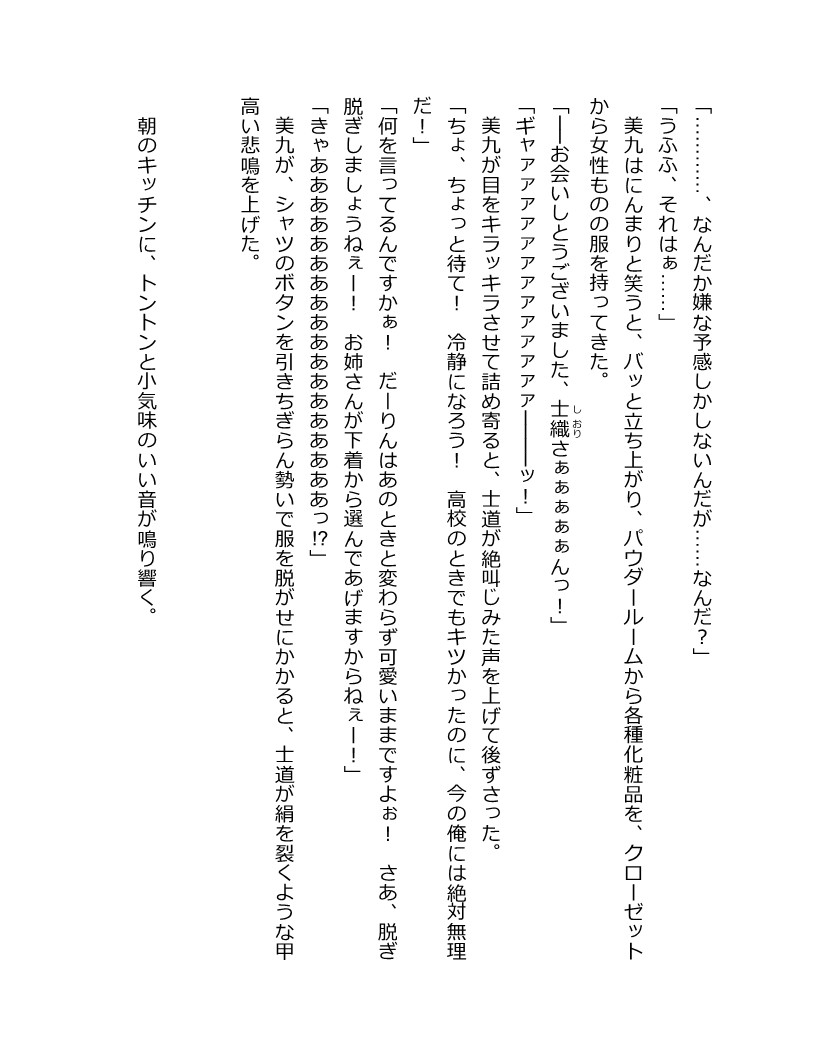 「…………、なんだか嫌な予感しかしないんだが……なんだ？」
「うふふ、それはぁ……」
美九はにんまりと笑うと、バッと立ち上がり、パウダールームから各種化粧品を、クローゼット
から女性ものの服を持ってきた。
「――お会いしとうございました、士織さぁぁぁぁぁんっ！」
しおり
「ギャァァァァァァァァァァァァ―――ッ！」
美九が目をキラッキラさせて詰め寄ると、士道が絶叫じみた声を上げて後ずさった。
「ちょ、ちょっと待て！　冷静になろう！　高校のときでもキツかったのに、今の俺には絶対無理
だ！」
「何を言ってるんですかぁ！　だーりんはあのときと変わらず可愛いままですよぉ！　さあ、脱ぎ
脱ぎしましょうねぇー！　お姉さんが下着から選んであげますからねぇー！」
「きゃああああああああああああああああああっ!?」
美九が、シャツのボタンを引きちぎらん勢いで服を脱がせにかかると、士道が絹を裂くような甲
高い悲鳴を上げた。
朝のキッチンに、トントンと小気味のいい音が鳴り響く。